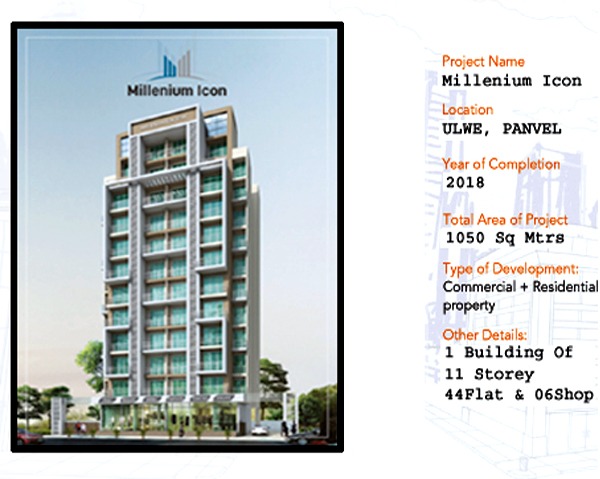 Millenium Icon
Project Name
Millenium Icon
Location
ULWE, PANVEL
Year of Completion
2018
Total Area of Project
1050 Sq Mtrs
Type of Development:
Commercial + Residential
property
Other Details:
1 Building Of
11 Storey
44Flat & 06Shop